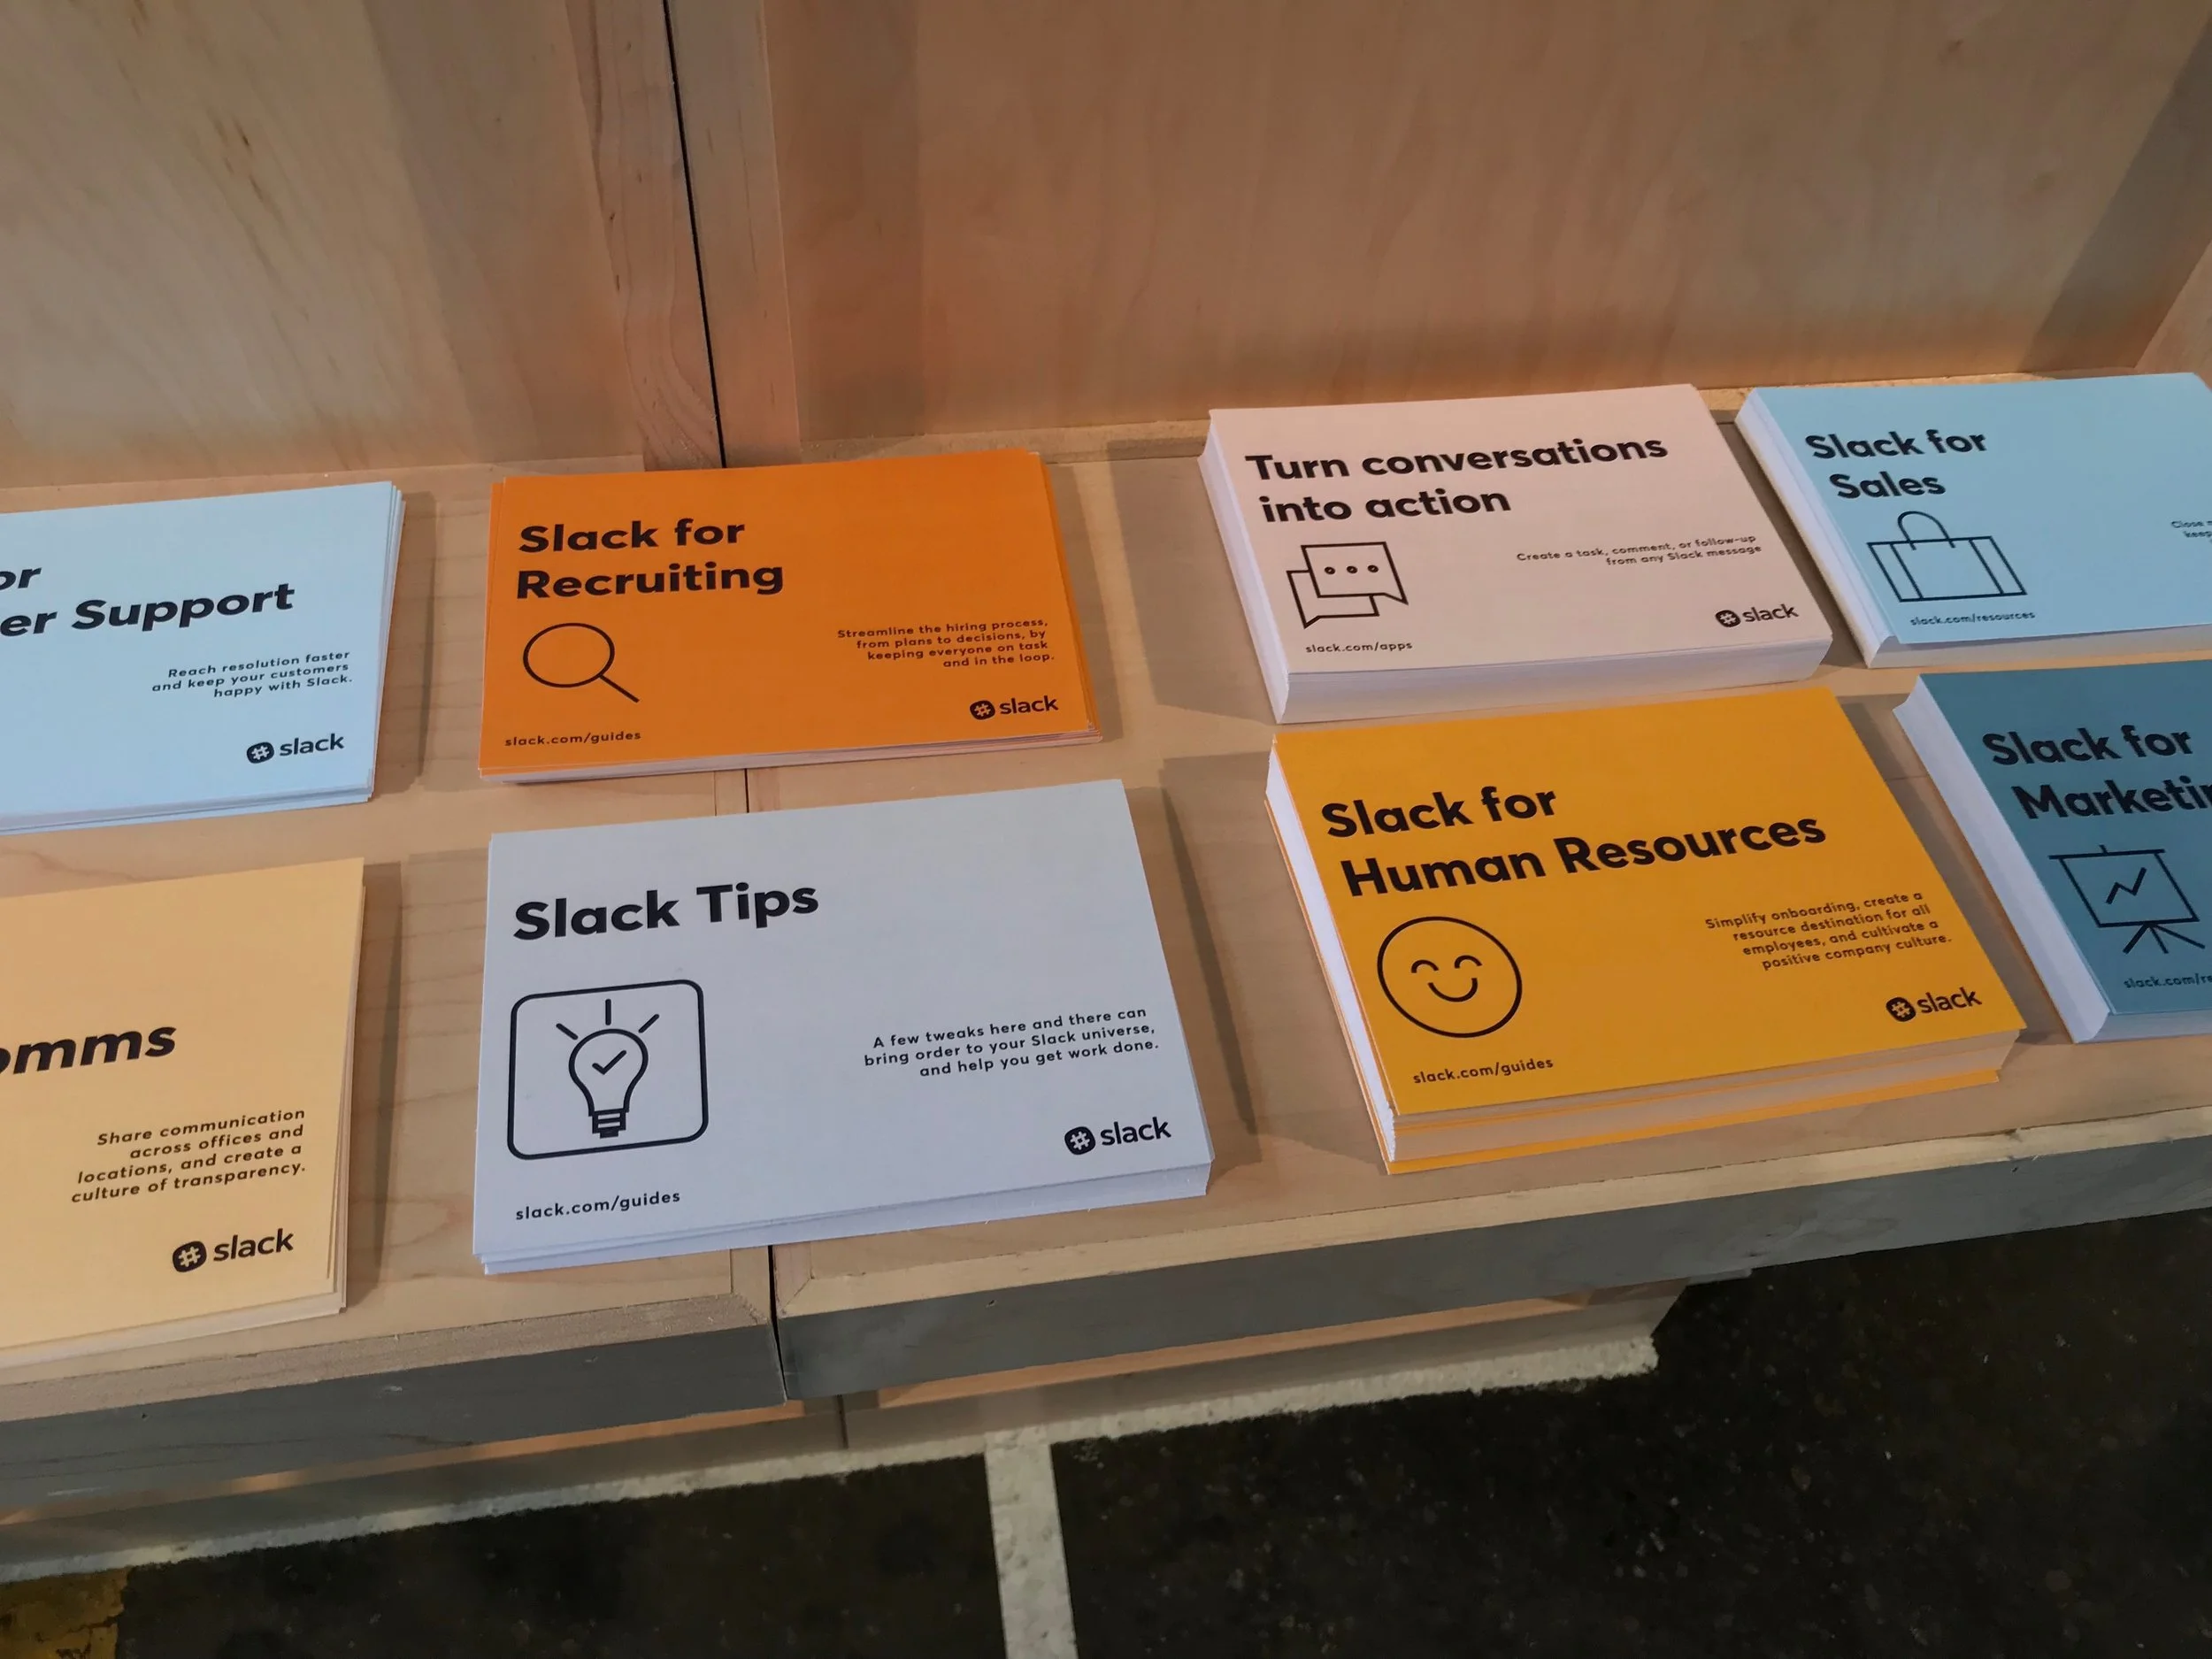 or
er Support
Reach resolution faster
and keep your customers
happy with Slack.
slack
Slack for
Recruiting
Streamline the hiring process,
from plans to decisions, by
keeping everyone on task
and in the loop.
slack.com/guides
slack
Turn conversations
into action
Create a task, comment, or follow-up
from any Slack message
slack.com/apps
slack
Slack for
Sales
Close
keep
slack.com/resources
omms
Share communication
across offices and
locations, and create a
culture of transparency.
slack
Slack Tips
A few tweaks here and there can
bring order to your Slack universe,
and help you get work done.
slack.com/guides
slack
Slack for
Human Resources
Simplify onboarding, create a
resource destination for all
employees, and cultivate a
positive company culture.
slack.com/guides
slack
Slack for
Marketin
slack.com/re